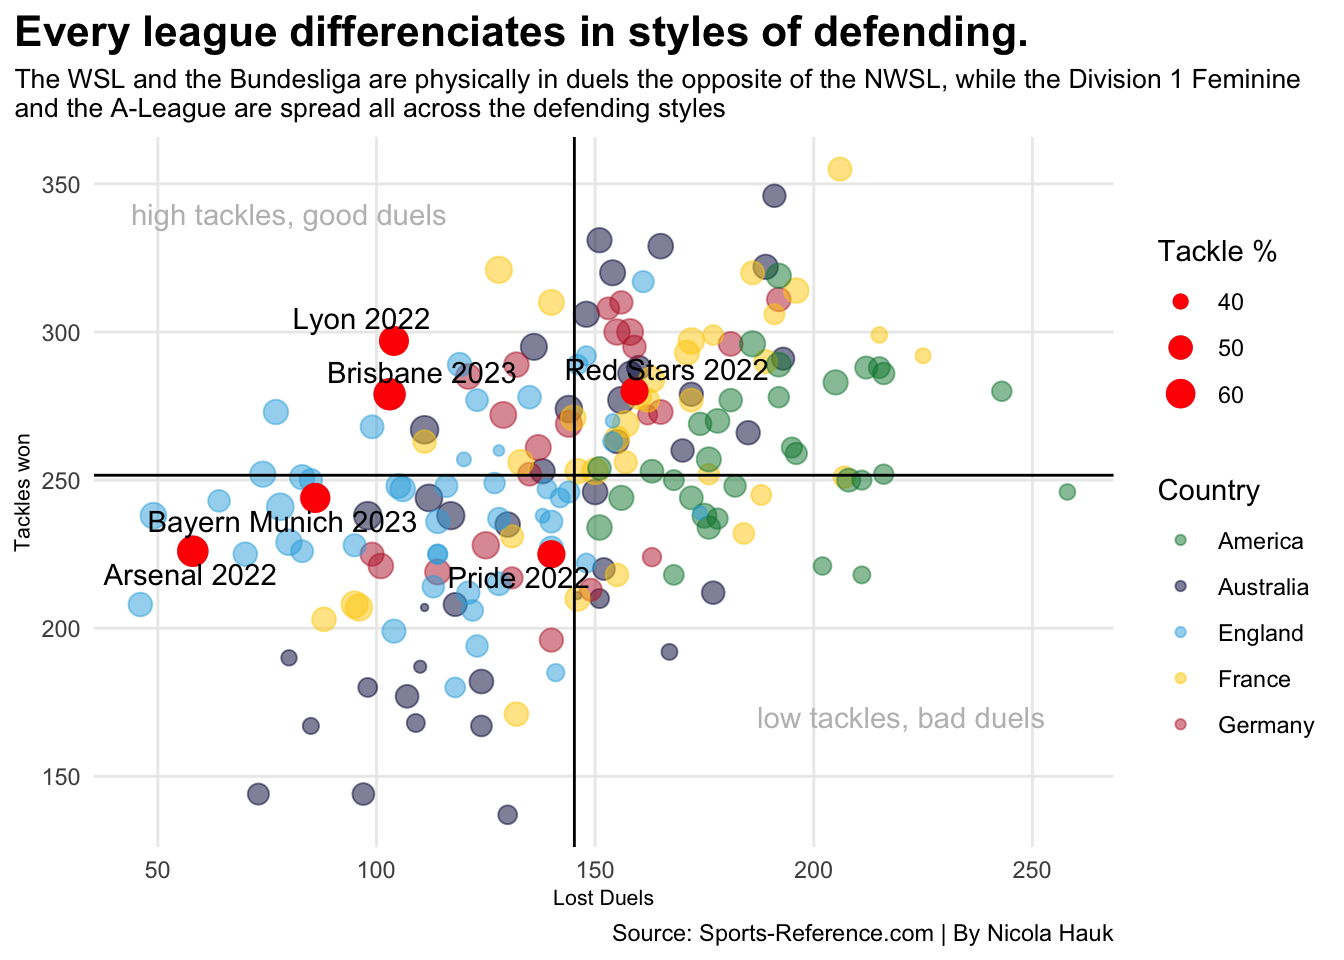 Every league differenciates in styles of defending.
The WSL and the Bundesliga are physically in duels the opposite of the NWSL, while the Division 1 Feminine
and the A-League are spread all across the defending styles
350
300
250
200
150
Tackles won
high tackles, good duels
Lyon 2022
Brisbane 2023
Red Stars 2022
Bayern Munich 2023
Arsenal 2022
Pride 2022
low tackles, bad duels
50
100
150
200
250
Lost Duels
Tackle %
40
50
60
Country
America
Australia
England
France
Germany
Source: Sports-Reference.com | By Nicola Hauk